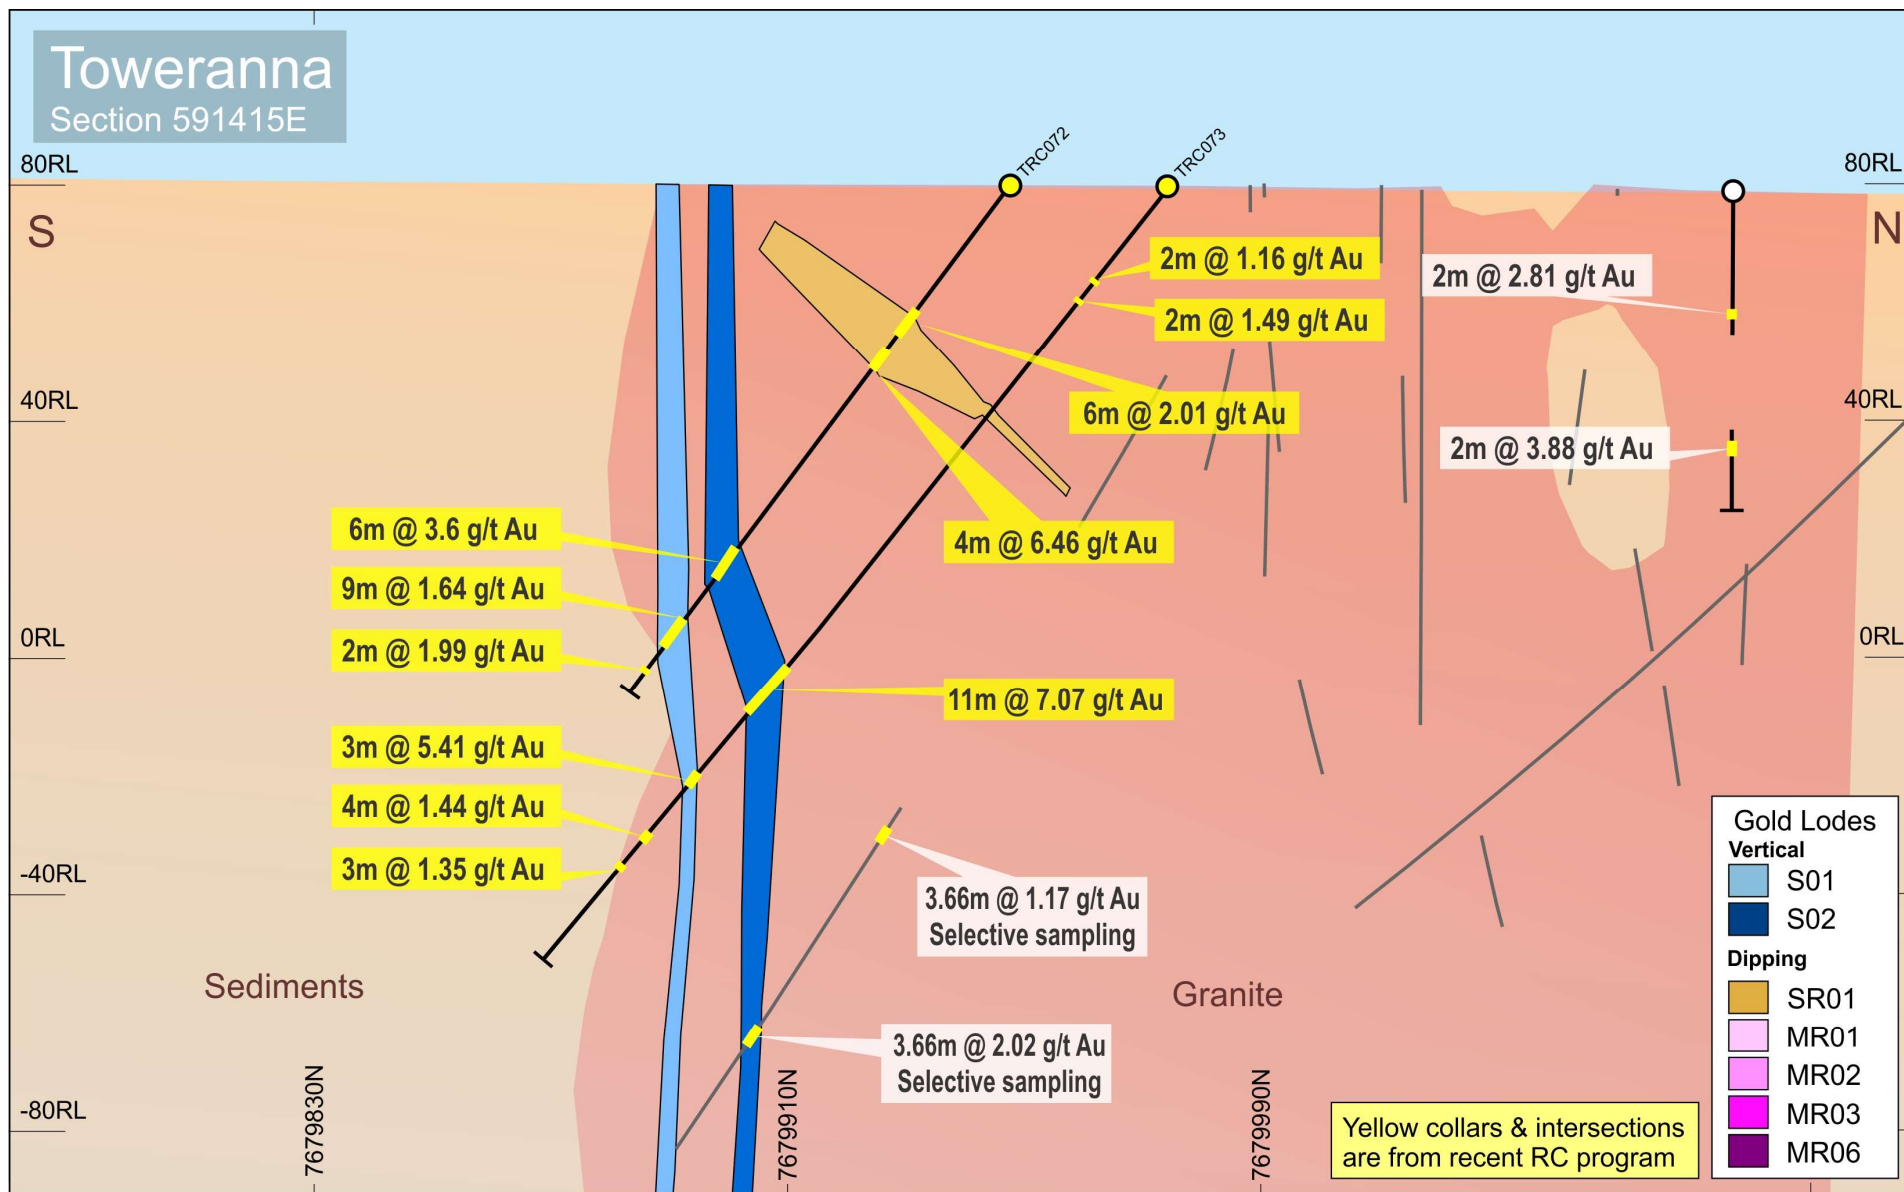 Toweranna
Section 591415E
TRC072
TRC073
80RL
80RL
S
N
2m @ 1.16 g/t Au
2m @ 2.81 g/t Au
2m @ 1.49 g/t Au
40RL
40RL
6m @ 2.01 g/t Au
2m @ 3.88 g/t Au
6m @ 3.6 g/t Au
4m @ 6.46 g/t Au
9m @ 1.64 g/t Au
0RL
0RL
2m @ 1.99 g/t Au
11m @ 7.07 g/t Au
3m @ 5.41 g/t Au
4m @ 1.44 g/t Au
3m @ 1.35 g/t Au
-40RL
3.66m @ 1.17 g/t Au
Selective sampling
Sediments
Granite
3.66m @ 2.02 g/t Au
Selective sampling
-80RL
7679830N
7679910N
7679990N
Gold Lodes
Vertical
S01
S02
Dipping
SR01
MR01
MR02
MR03
MR06
Yellow collars & intersections
are from recent RC program